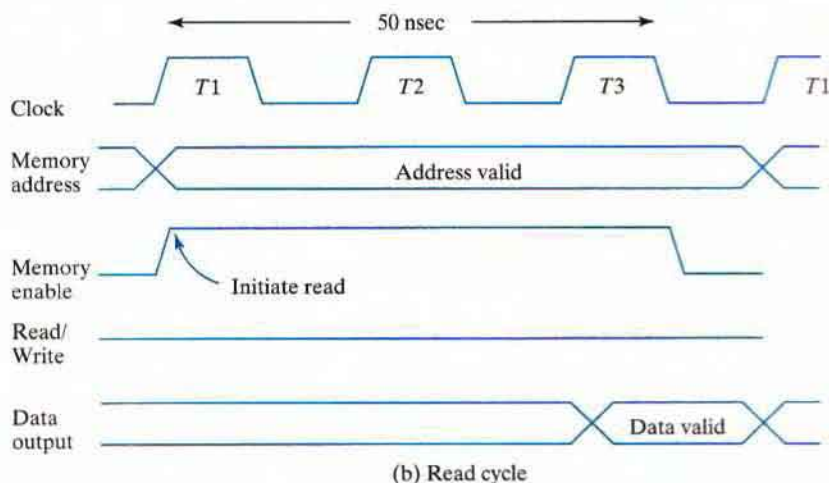 50 nsec
Clock
T1 T2 T3 T1
Memory
address
Address valid
Memory
enable
Initiate read
Read/
Write
Data
output
Data valid
(b) Read cycle